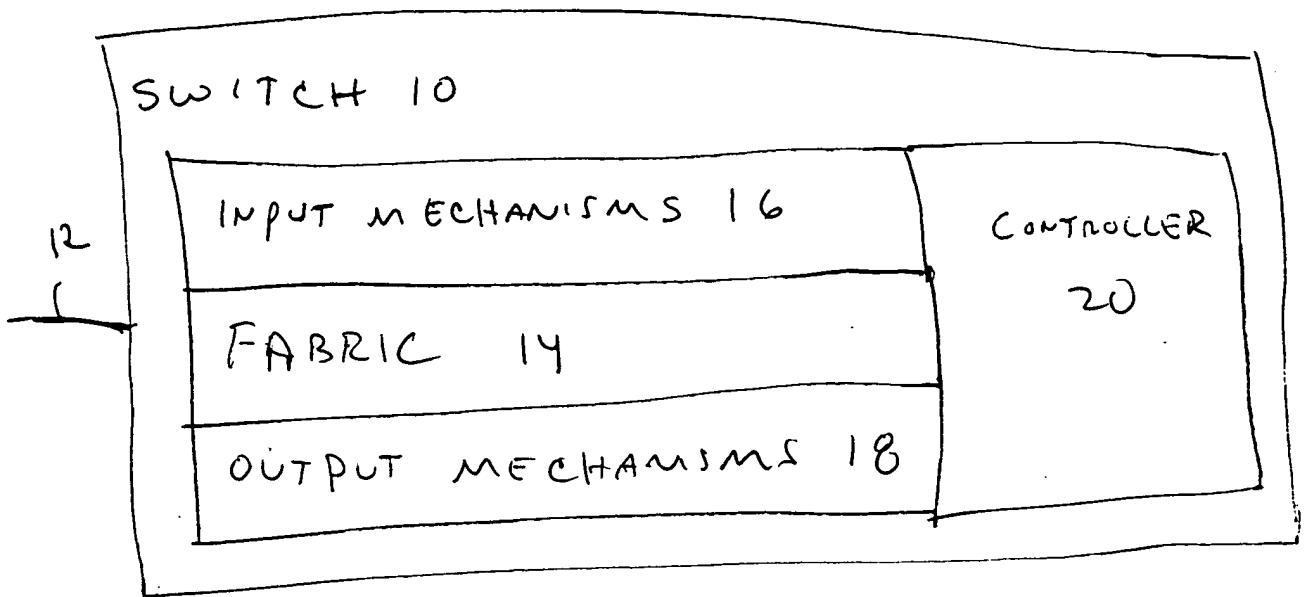 SWITCH 10
INPUT MECHANISMS 16
CONTROLLER
20
12
FABRIC 14
OUTPUT MECHANISMS 18